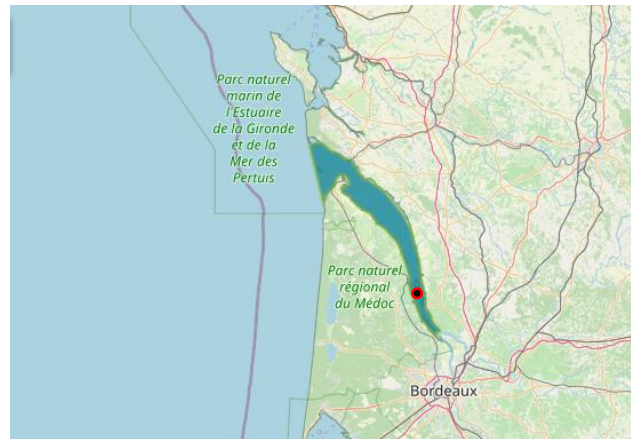 Parc naturel
marin de
l'Estuaire
de la Gironde
et de la
Mer des
Pertuis
Parc naturel
régional
du Médoc
Bordeaux